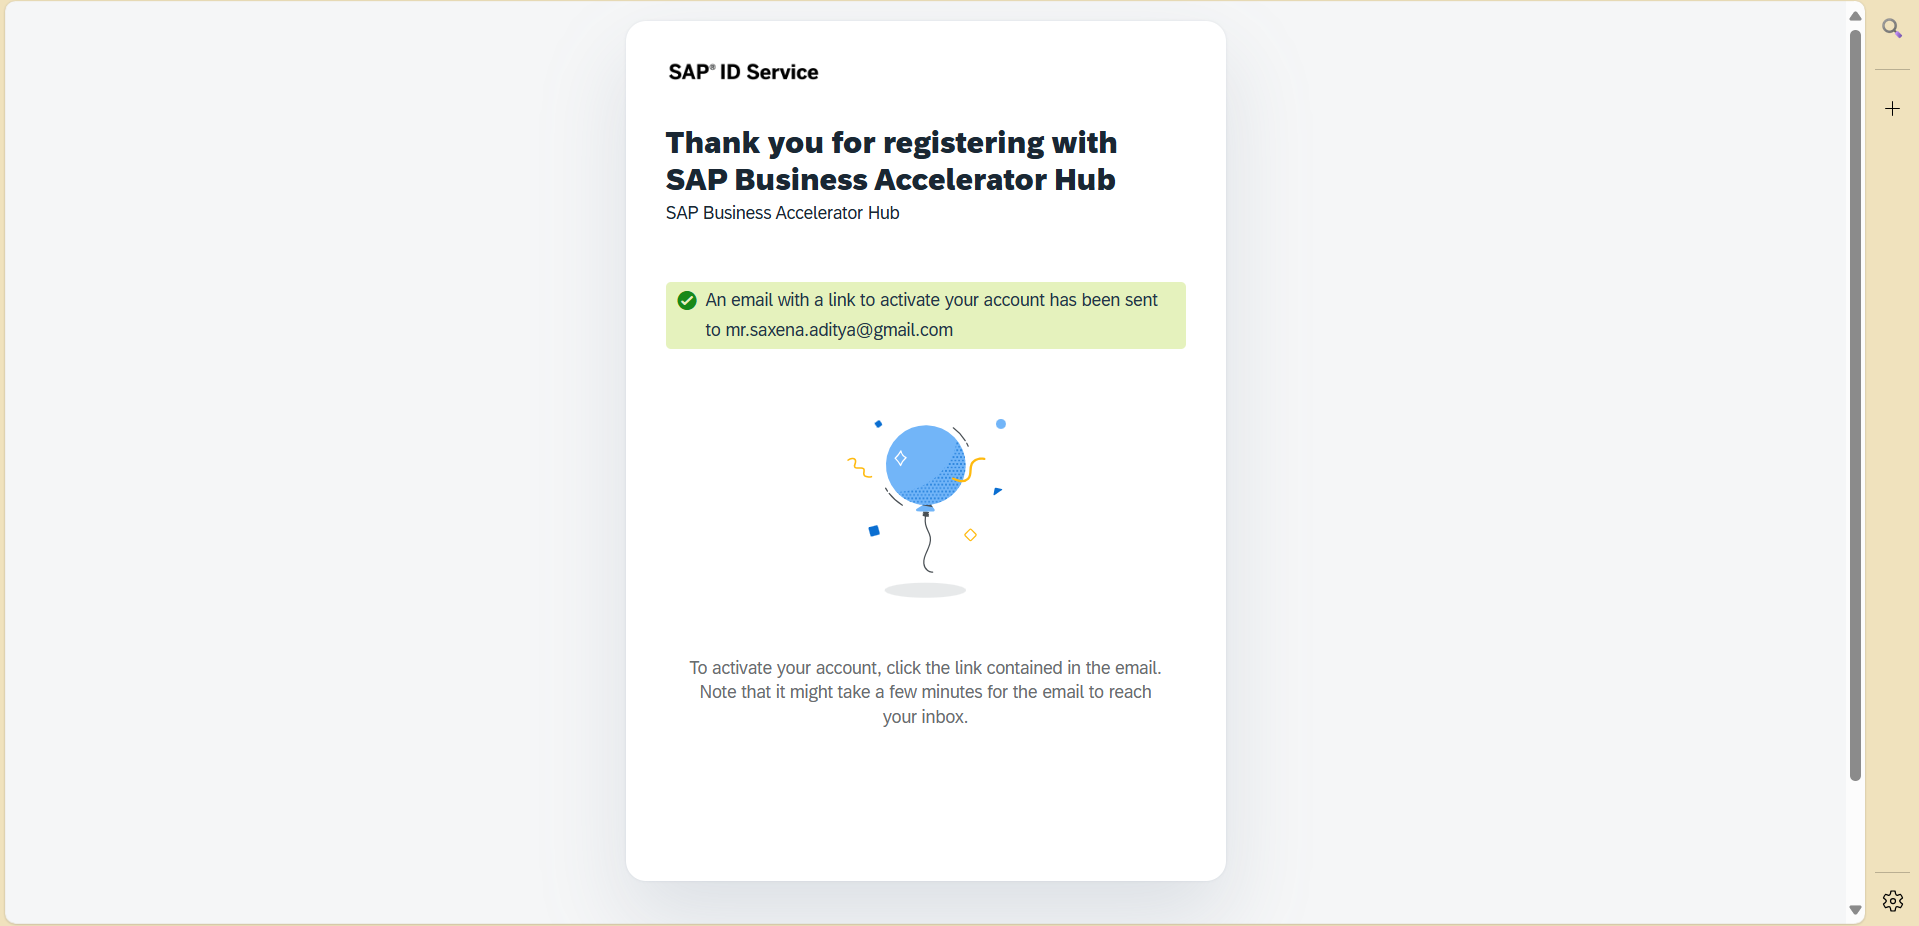 SAP® ID Service
Thank you for registering with
SAP Business Accelerator Hub
SAP Business Accelerator Hub
An email with a link to activate your account has been sent
to mr.saxena.aditya@gmail.com
To activate your account, click the link contained in the email.
Note that it might take a few minutes for the email to reach
your inbox.